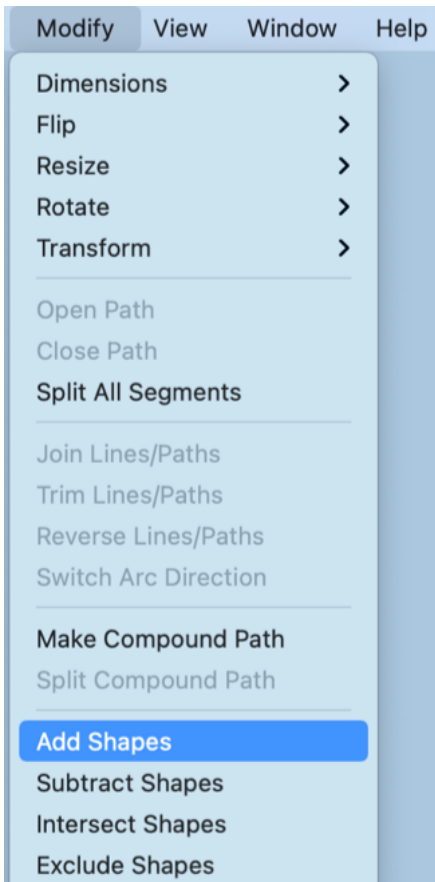 Modify View Window Help
Dimensions
Flip
Resize
Rotate
Transform
Open Path
Close Path
Split All Segments
Join Lines/Paths
Trim Lines/Paths
Reverse Lines/Paths
Switch Arc Direction
Make Compound Path
Split Compound Path
Add Shapes
Subtract Shapes
Intersect Shapes
Exclude Shapes